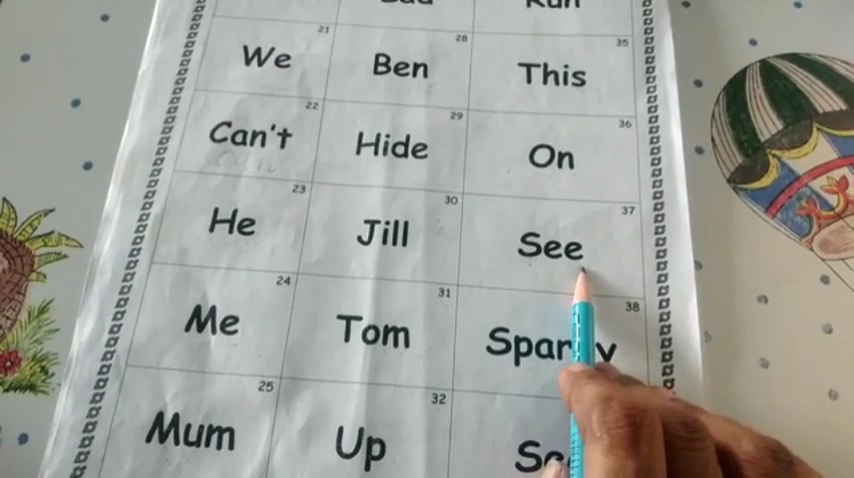 21 28 35
We Ben This
22 29 36
Can't Hide On
23 30 37
He Jill See
24 31 38
Me Tom
25 32
Mum Up